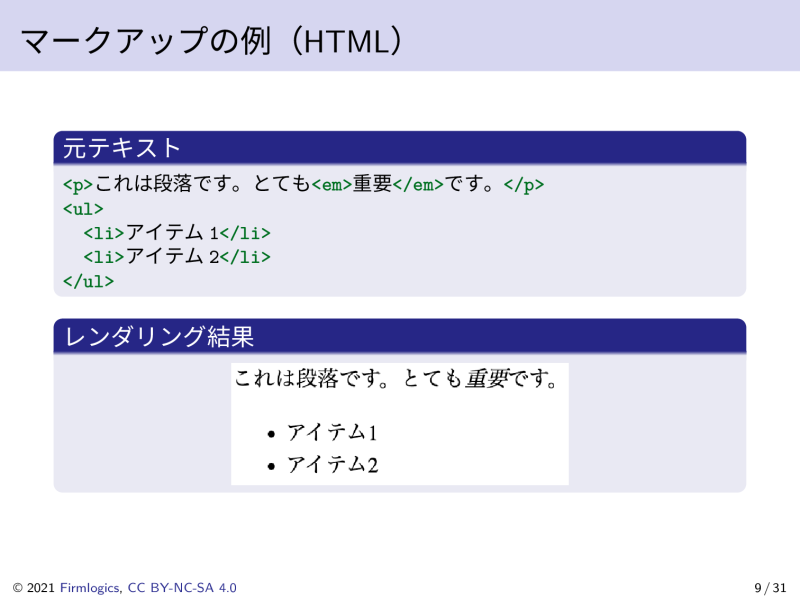 マークアップの例（HTML）
元テキスト
<p>これは段落です。とても<em>重要</em>です。</p>
<ul>
  <li>アイテム 1</li>
  <li>アイテム 2</li>
</ul>
レンダリング結果
これは段落です。とても重要です。
• アイテム1
• アイテム2
© 2021 Firmlogics, CC BY-NC-SA 4.0
9 / 31